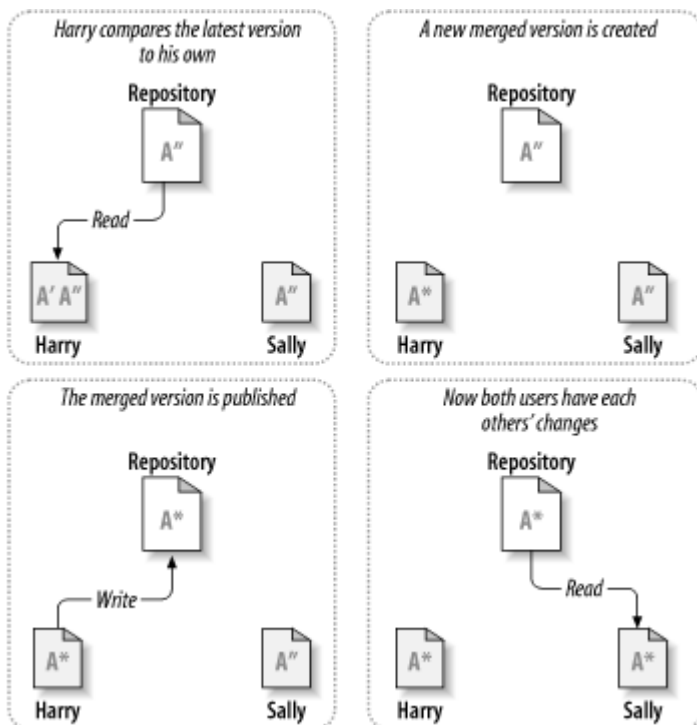 Harry compares the latest version
to his own
Repository
A″
Read
A′ A″
A″
Harry
Sally
A new merged version is created
Repository
A″
A*
A″
Harry
Sally
The merged version is published
Repository
A*
Write
A*
A″
Harry
Sally
Now both users have each
others’ changes
Repository
A*
Read
A*
A*
Harry
Sally